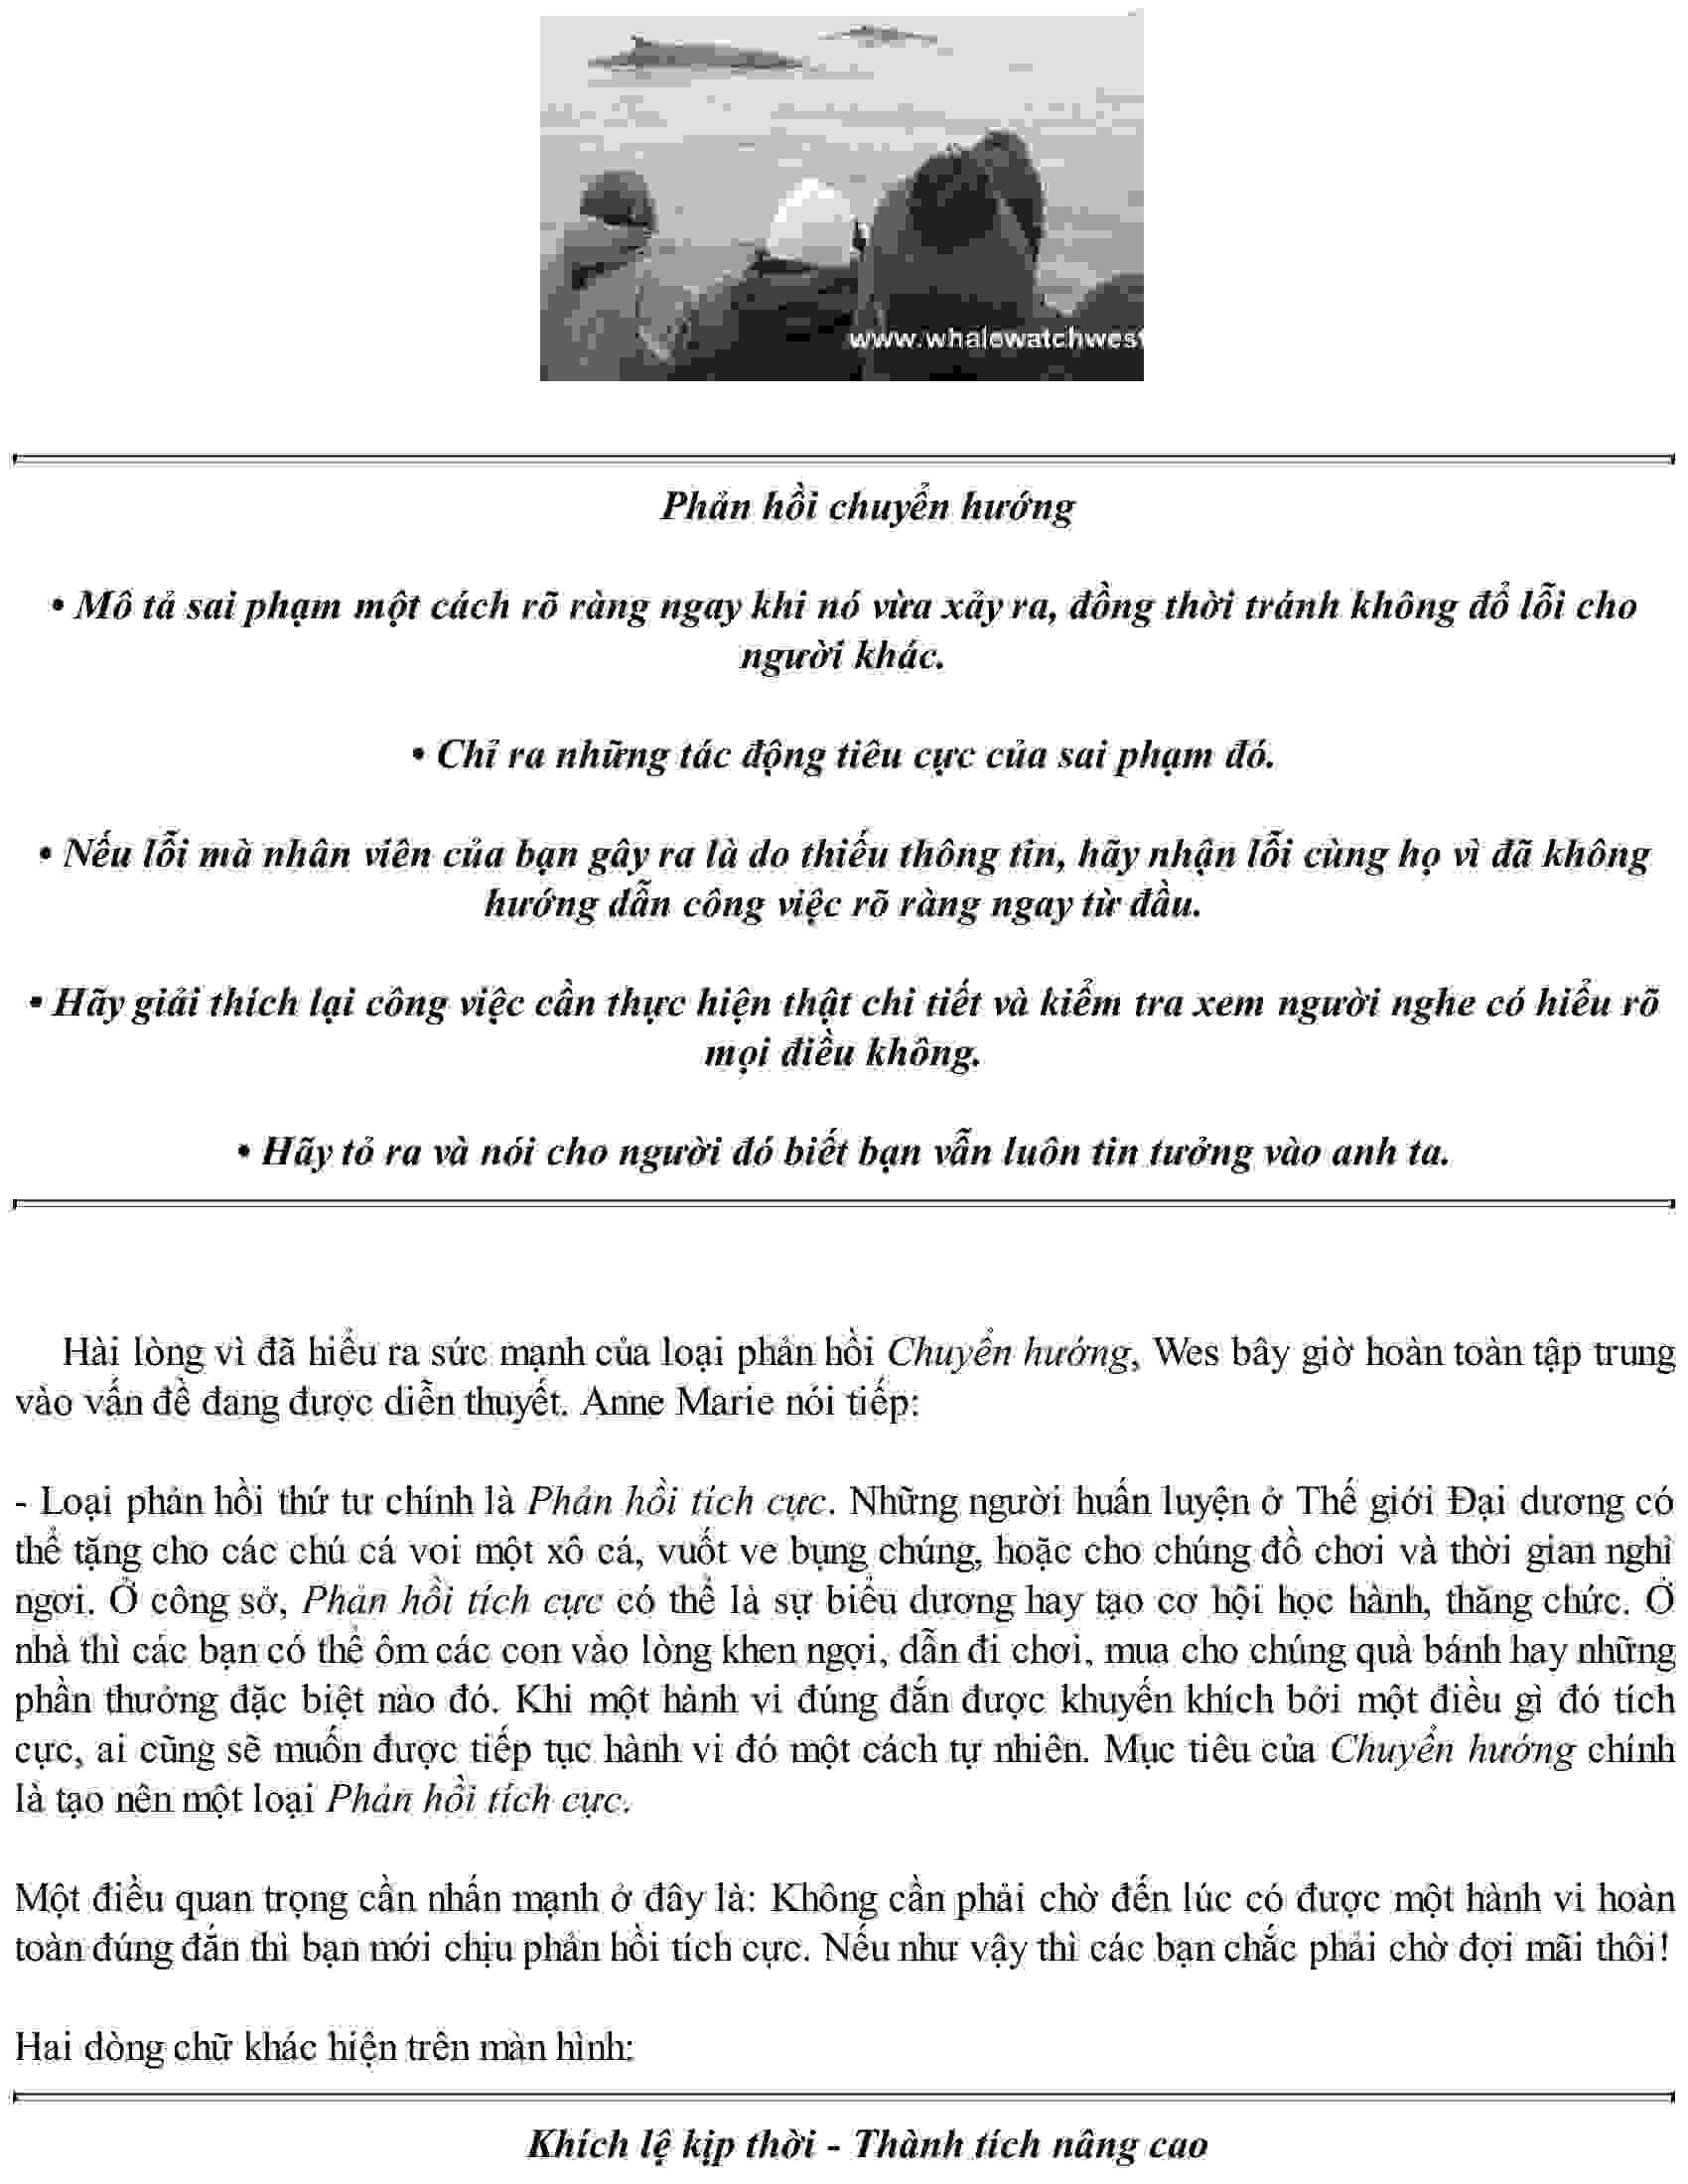 www.whalewatchwest
Phản hồi chuyển hướng
• Mô tả sai phạm một cách rõ ràng ngay khi nó vừa xảy ra, đồng thời tránh không đổ lỗi cho
người khác.
• Chỉ ra những tác động tiêu cực của sai phạm đó.
• Nếu lỗi mà nhân viên của bạn gây ra là do thiếu thông tin, hãy nhận lỗi cùng họ vì đã không
hướng dẫn công việc rõ ràng ngay từ đầu.
• Hãy giải thích lại công việc cần thực hiện thật chi tiết và kiểm tra xem người nghe có hiểu rõ
mọi điều không.
• Hãy tỏ ra và nói cho người đó biết bạn vẫn luôn tin tưởng vào anh ta.
Hài lòng vì đã hiểu ra sức mạnh của loại phản hồi Chuyển hướng, Wes bây giờ hoàn toàn tập trung
vào vấn đề đang được diễn thuyết. Anne Marie nói tiếp:
- Loại phản hồi thứ tư chính là Phản hồi tích cực. Những người huấn luyện ở Thế giới Đại dương có
thể tặng cho các chú cá voi một xô cá, vuốt ve bụng chúng, hoặc cho chúng đồ chơi và thời gian nghỉ
ngơi. Ở công sở, Phản hồi tích cực có thể là sự biểu dương hay tạo cơ hội học hành, thăng chức. Ở
nhà thì các bạn có thể ôm các con vào lòng khen ngợi, dẫn đi chơi, mua cho chúng quà bánh hay những
phần thưởng đặc biệt nào đó. Khi một hành vi đúng đắn được khuyến khích bởi một điều gì đó tích
cực, ai cũng sẽ muốn được tiếp tục hành vi đó một cách tự nhiên. Mục tiêu của Chuyển hướng chính
là tạo nên một loại Phản hồi tích cực.
Một điều quan trọng cần nhấn mạnh ở đây là: Không cần phải chờ đến lúc có được một hành vi hoàn
toàn đúng đắn thì bạn mới chịu phản hồi tích cực. Nếu như vậy thì các bạn chắc phải chờ đợi mãi thôi!
Hai dòng chữ khác hiện trên màn hình:
Khích lệ kịp thời - Thành tích nâng cao